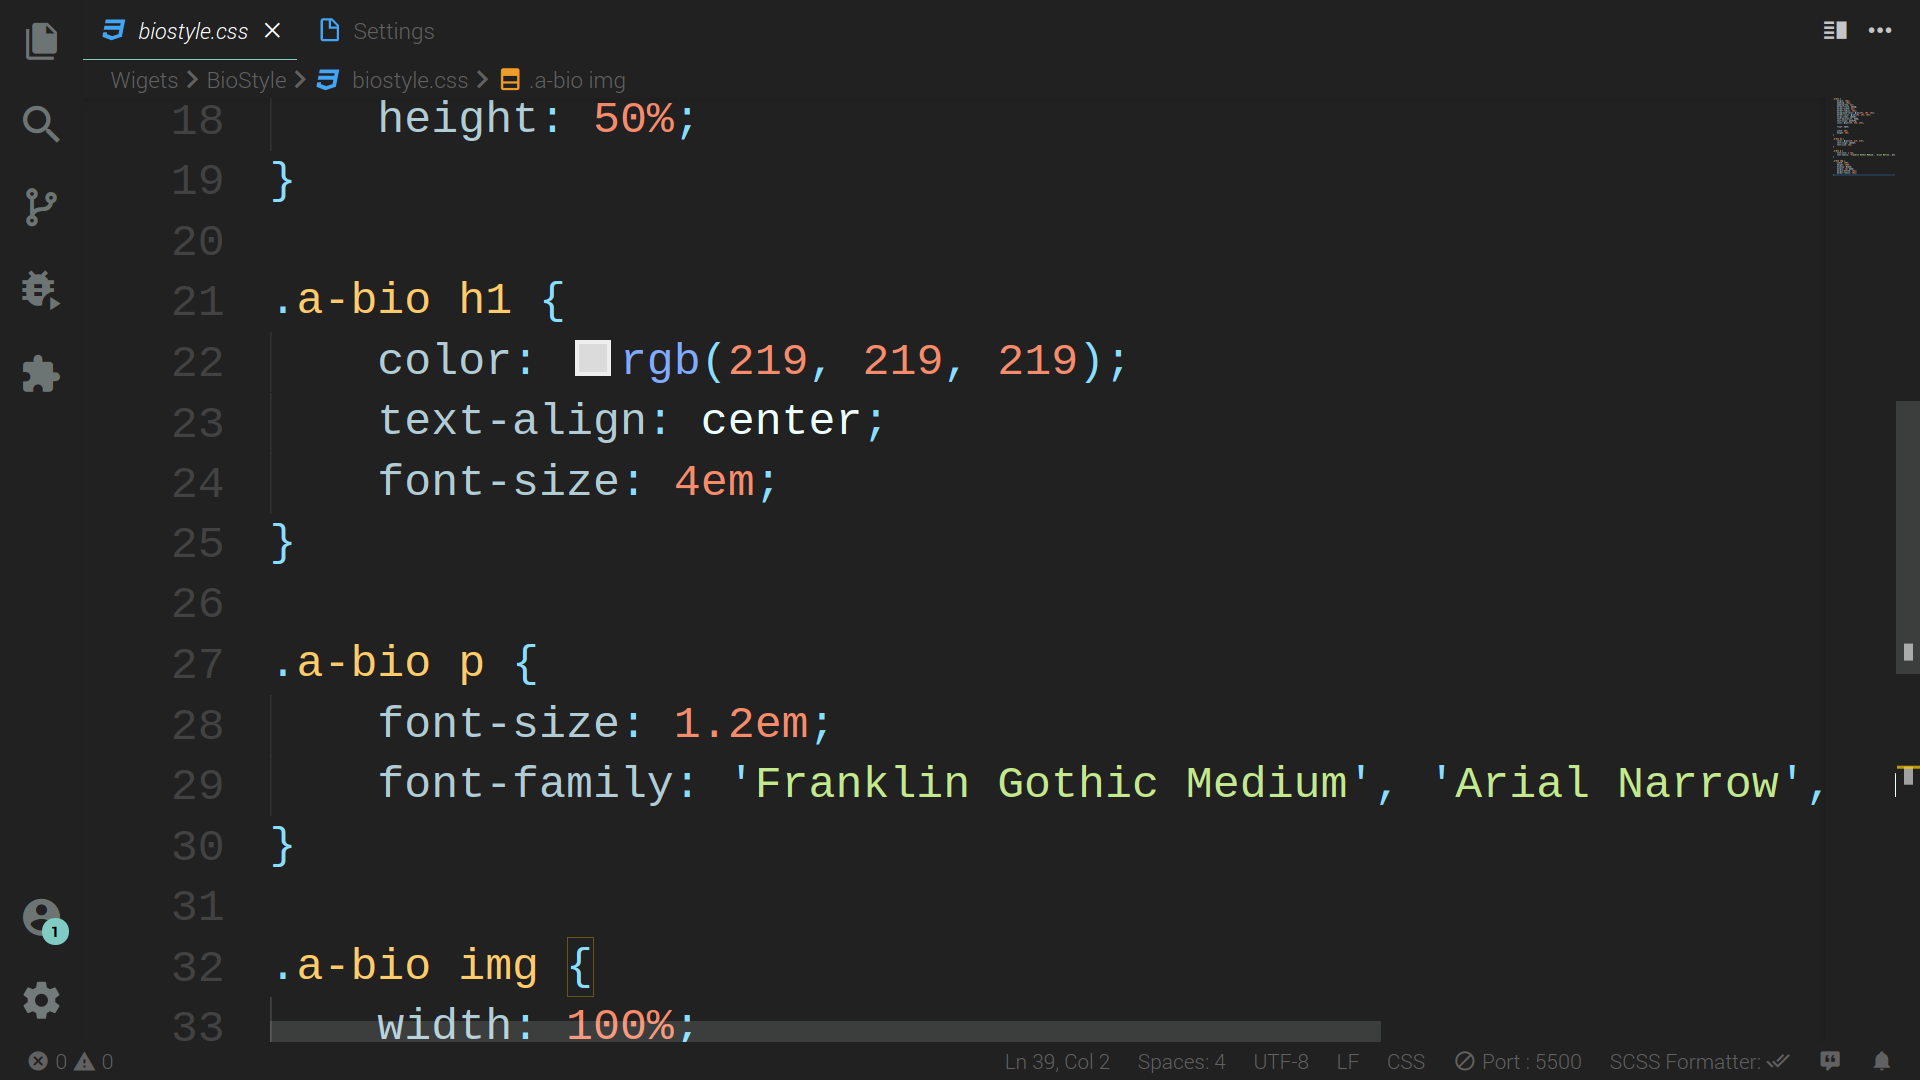 biostyle.css Settings
Wigets BioStyle biostyle.css .a-bio img
18 height: 50%;
19 }
20
21 .a-bio h1 {
22 color: rgb(219, 219, 219);
23 text-align: center;
24 font-size: 4em;
25 }
26
27 .a-bio p {
28 font-size: 1.2em;
29 font-family: 'Franklin Gothic Medium', 'Arial Narrow',
30 }
31
32 .a-bio img {
33 width: 100%;
1
0 0 Ln 39, Col 2 Spaces: 4 UTF-8 LF CSS Port : 5500 SCSS Formatter: